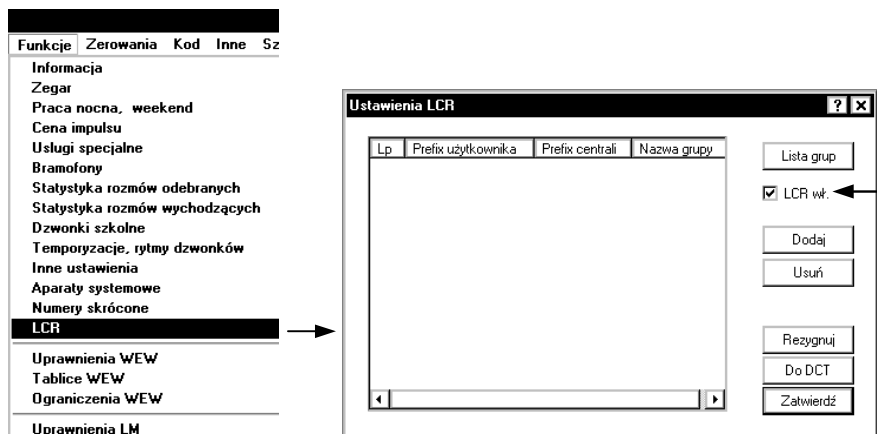 Funkcje Zerowania Kod Inne Sz
Informacja
Zegar
Praca nocna, weekend
Cena impulsu
Usługi specjalne
Bramofony
Statystyka rozmów odebranych
Statystyka rozmów wychodzących
Dzwonki szkolne
Temporyzacje, rytmy dzwonków
Inne ustawienia
Aparaty systemowe
Numery skrócone
LCR
Uprawnienia WEW
Tablice WEW
Ograniczenia WEW
Uprawnienia LM
Ustawienia LCR
Lp Prefix użytkownika Prefix centrali Nazwa grupy
Lista grup
LCR wł.
Dodaj
Usuń
Rezygnuj
Do DCT
Zatwierdź